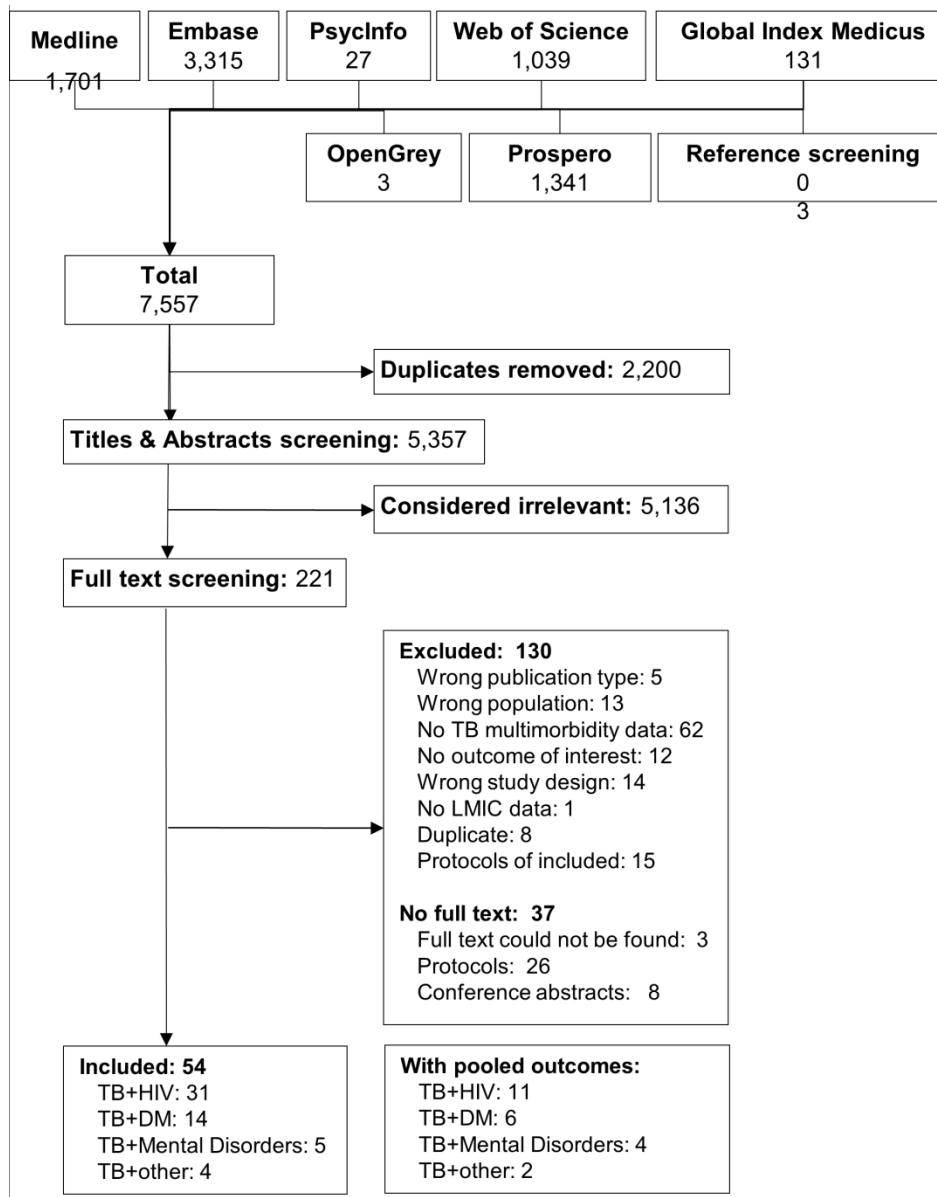 Medline
1,701
Embase
3,315
PsycInfo
27
Web of Science
1,039
Global Index Medicus
131
OpenGrey
3
Prospero
1,341
Reference screening
0
3
Total
7,557
Duplicates removed: 2,200
Titles & Abstracts screening: 5,357
Considered irrelevant: 5,136
Full text screening: 221
Excluded: 130
Wrong publication type: 5
Wrong population: 13
No TB multimorbidity data: 62
No outcome of interest: 12
Wrong study design: 14
No LMIC data: 1
Duplicate: 8
Protocols of included: 15
No full text: 37
Full text could not be found: 3
Protocols: 26
Conference abstracts: 8
Included: 54
TB+HIV: 31
TB+DM: 14
TB+Mental Disorders: 5
TB+other: 4
With pooled outcomes:
TB+HIV: 11
TB+DM: 6
TB+Mental Disorders: 4
TB+other: 2